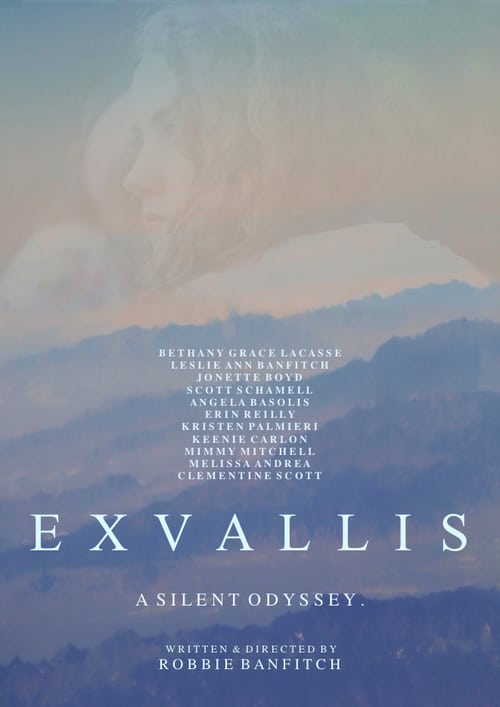 BETHANY GRACE LACASSE
LESLIE ANN BANFITCH
JONETTE BOYD
SCOTT SCHAMELL
ANGELA BASOLIS
ERIN REILLY
KRISTEN PALMIERI
KEENIE CARLON
MIMMY MITCHELL
MELISSA ANDREA
CLEMENTINE SCOTT
EXVALLIS
A SILENT ODYSSEY.
WRITTEN & DIRECTED BY
ROBBIE BANFITCH